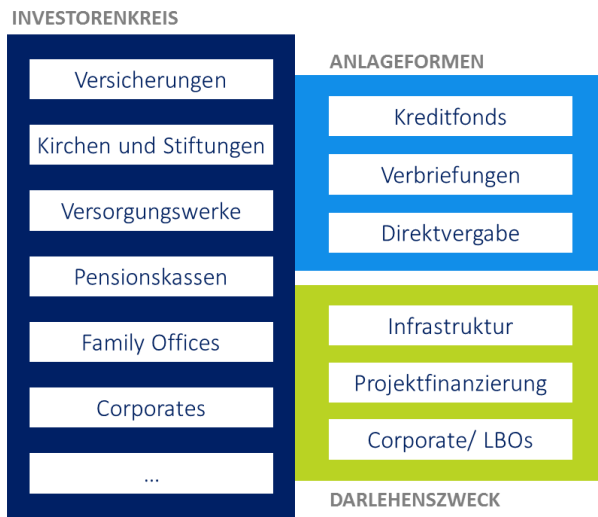 INVESTORENKREIS
Versicherungen
Kirchen und Stiftungen
Versorgungswerke
Pensionskassen
Family Offices
Corporates
...
ANLAGEFORMEN
Kreditfonds
Verbriefungen
Direktvergabe
Infrastruktur
Projektfinanzierung
Corporate/ LBOs
DARLEHENSZWECK